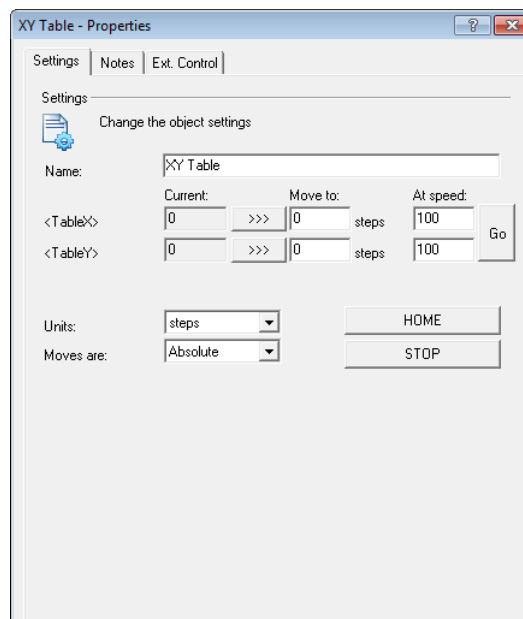 XY Table - Properties
Settings Notes Ext. Control
Settings
Change the object settings
Name: XY Table
Current: Move to: At speed:
<TableX> 0 >>> 0 steps 100
Go
<TableY> 0 >>> 0 steps 100
Units: steps HOME
Moves are: Absolute STOP